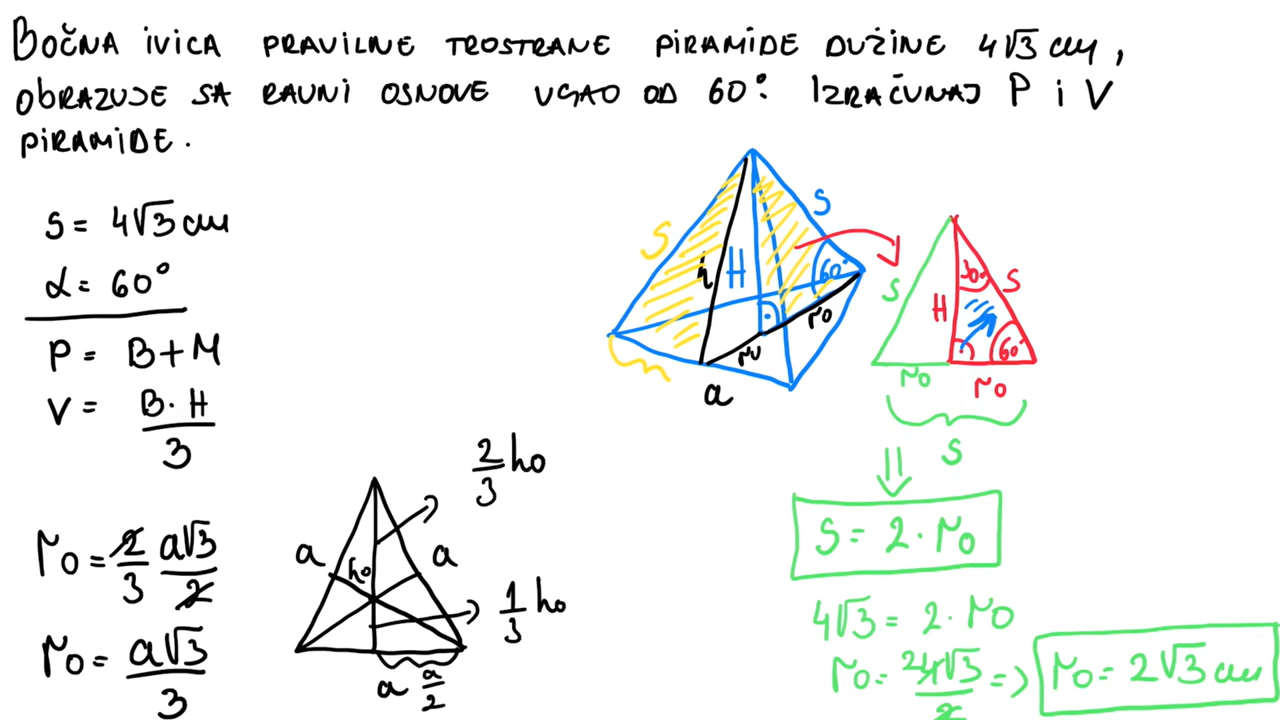 BOČNA IVICA PRAVILNE TROSTRANE PIRAMIDE DUŽINE 4√3 cm,
OBRAZUJE SA RAVNI OSNOVE UGAO OD 60°. IZRAČUNAJ P i V
PIRAMIDE.
S = 4√3 cm
α = 60°
P = B + M
V = B · H / 3
r0 = 2/3 a√3/2
r0 = a√3/3
a
h0
a
2/3 h0
1/3 h0
a
a/2
S
h
H
S
60°
r0
ru
a
S
H
30°
S
60°
r0
r0
S
S = 2 · r0
4√3 = 2 · r0
r0 = 2 4√3/2 => r0 = 2√3 cm